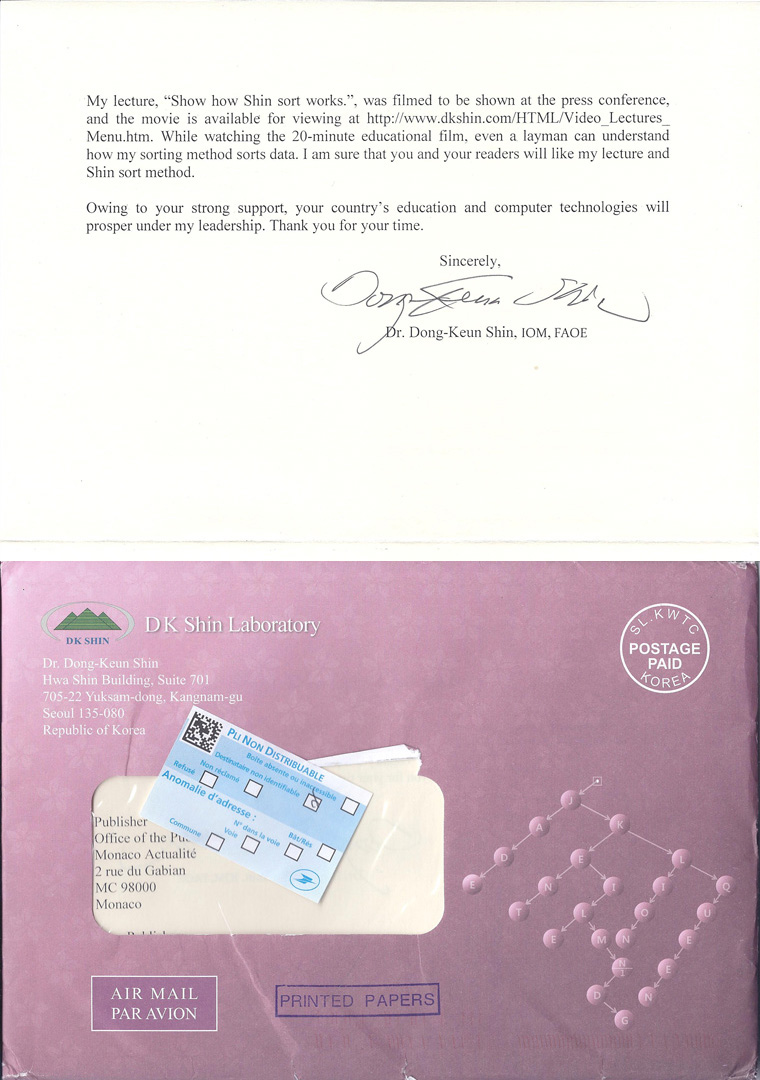 My lecture, “Show how Shin sort works.”, was filmed to be shown at the press conference,
and the movie is available for viewing at http://www.dkshin.com/HTML/Video_Lectures_
Menu.htm. While watching the 20-minute educational film, even a layman can understand
how my sorting method sorts data. I am sure that you and your readers will like my lecture and
Shin sort method.
Owing to your strong support, your country’s education and computer technologies will
prosper under my leadership. Thank you for your time.
Sincerely,
Dong-Keun Shin
Dr. Dong-Keun Shin, IOM, FAOE
DK SHIN
DK Shin Laboratory
Dr. Dong-Keun Shin
Hwa Shin Building, Suite 701
705-22 Yuksam-dong, Kangnam-gu
Seoul 135-080
Republic of Korea
SL.KWTC
POSTAGE
PAID
KOREA
PLI NON DISTRIBUABLE
Boîte absente ou inaccessible
Destinataire non identifiable
Non réclamé
Refusé
Anomalie d'adresse :
Bât/Rés
N° dans la voie
Voie
Commune
Publisher
Office of the Pu
Monaco Actualité
2 rue du Gabian
MC 98000
Monaco
J
A
K
D
E
L
E
N
I
I
Q
L
O
U
E
M
N
E
N
E
D
N
G
AIR MAIL
PAR AVION
PRINTED PAPERS